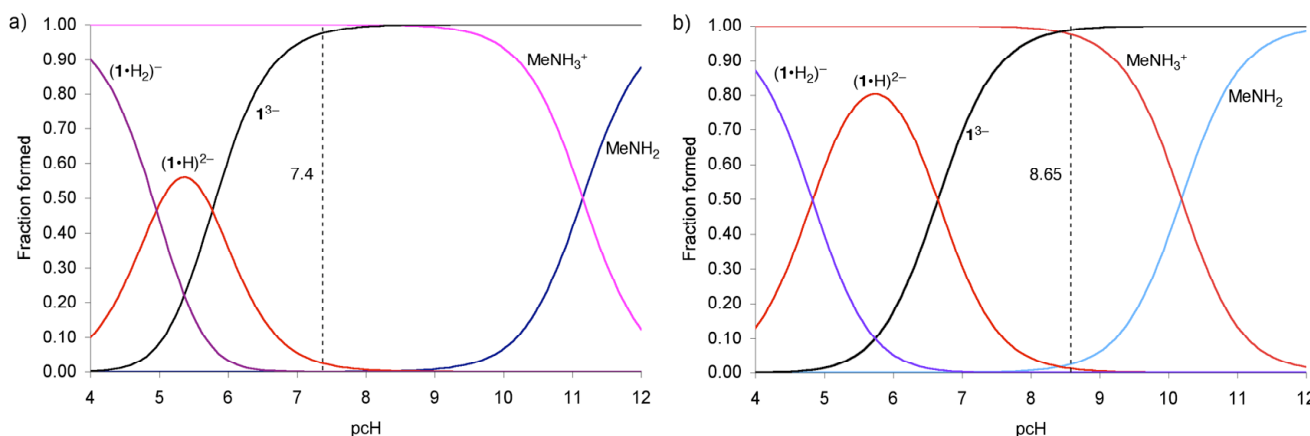 a)
Fraction formed
1.00
0.90
0.80
0.70
0.60
0.50
0.40
0.30
0.20
0.10
0.00
(1•H₂)⁻
(1•H)²⁻
1³⁻
7.4
MeNH₃⁺
MeNH₂
4 5 6 7 8 9 10 11 12
pcH
b)
Fraction formed
1.00
0.90
0.80
0.70
0.60
0.50
0.40
0.30
0.20
0.10
0.00
(1•H₂)⁻
(1•H)²⁻
1³⁻
8.65
MeNH₃⁺
MeNH₂
4 5 6 7 8 9 10 11 12
pcH